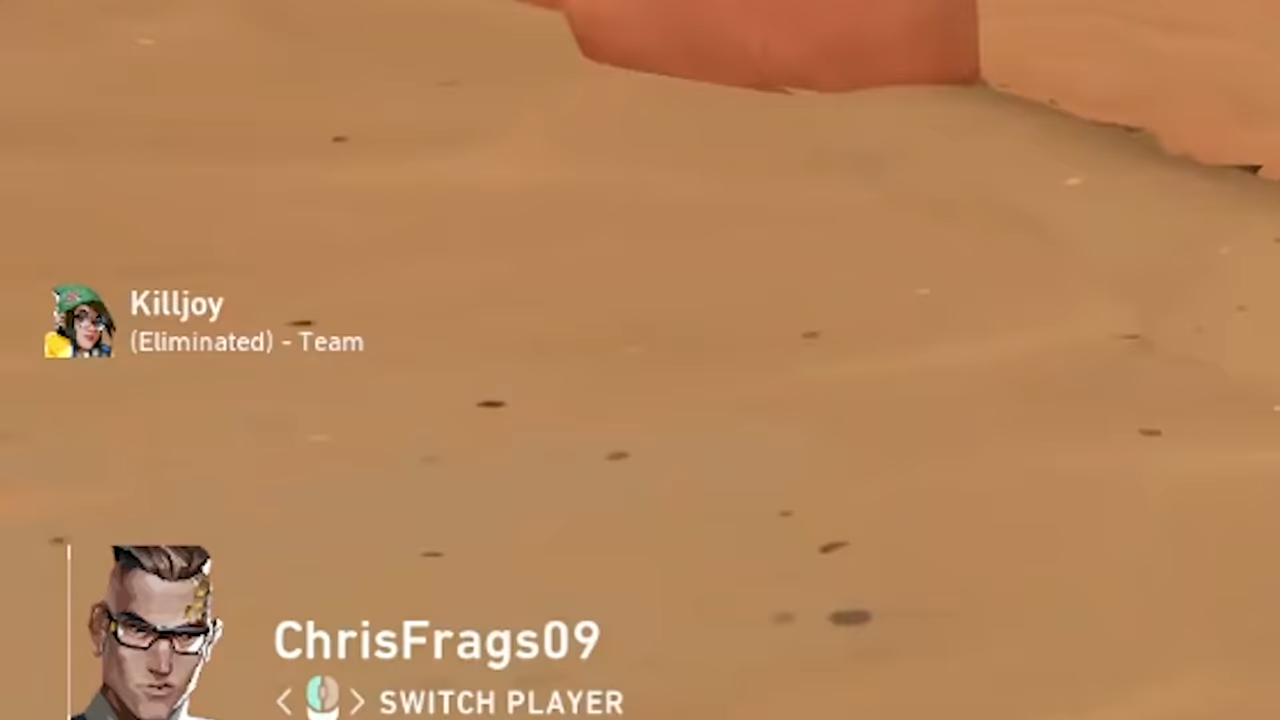 Killjoy
(Eliminated) - Team
ChrisFrags09
< > SWITCH PLAYER